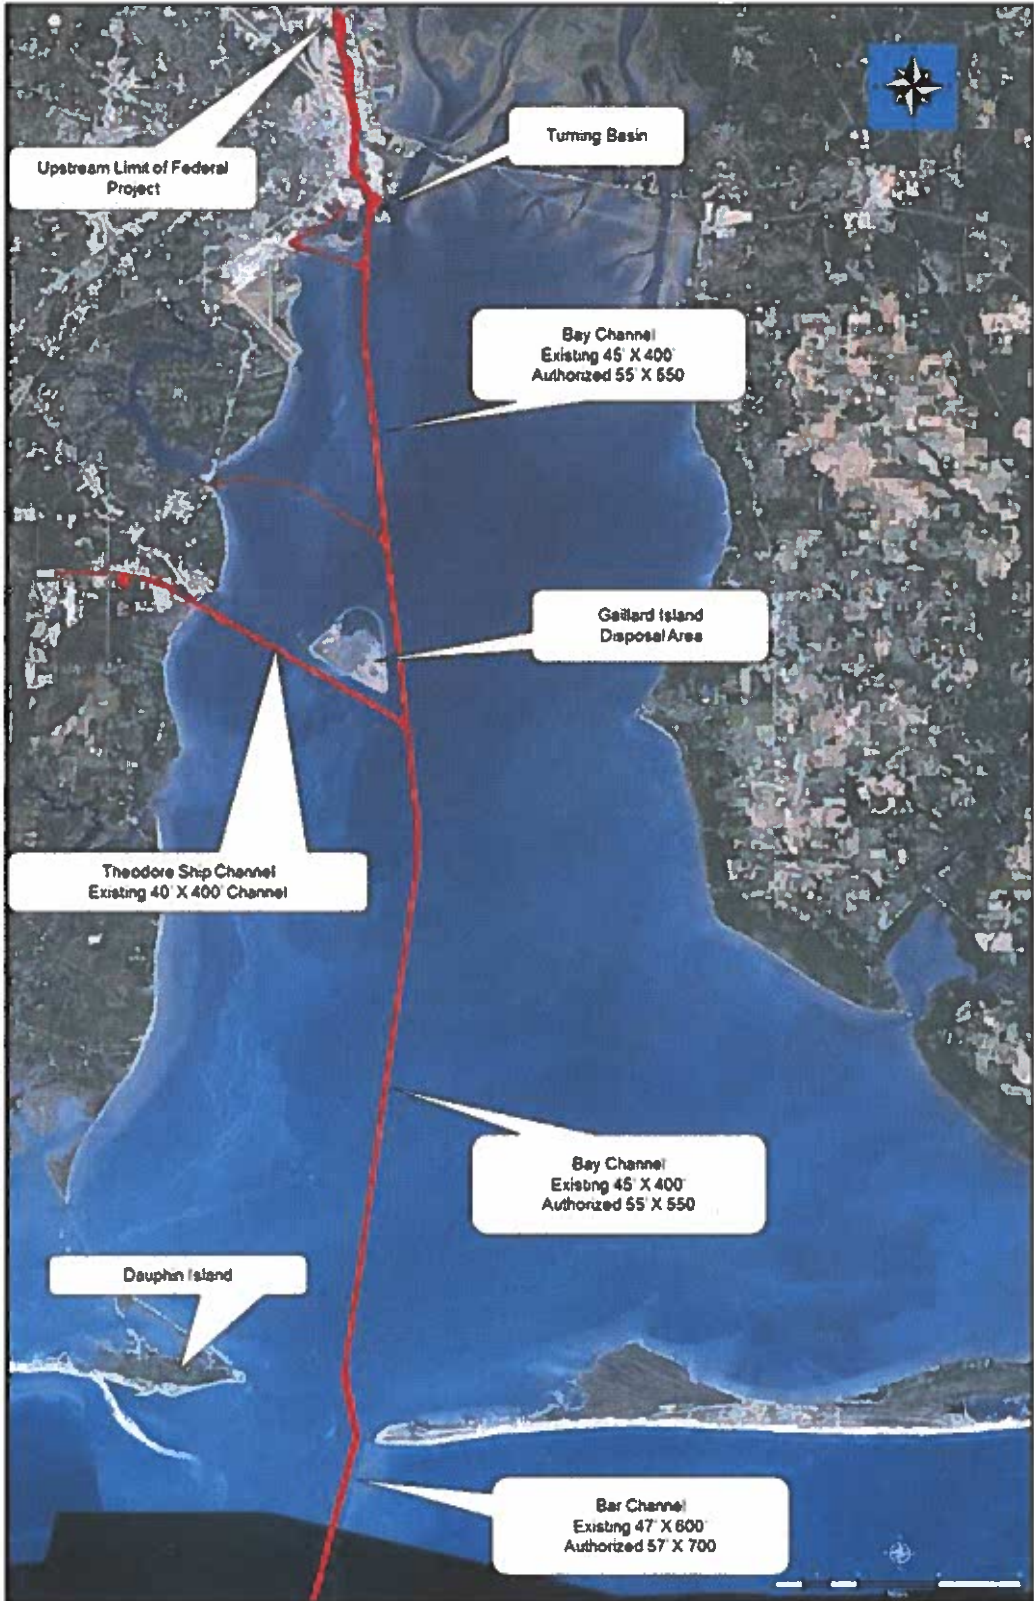 Upstream Limit of Federal
Project
Turning Basin
Bay Channel
Existing 45' X 400'
Authorized 55' X 550
Gaillard Island
Disposal Area
Theodore Ship Channel
Existing 40' X 400' Channel
Bay Channel
Existing 45' X 400'
Authorized 55' X 550
Dauphin Island
Bar Channel
Existing 47' X 600'
Authorized 57' X 700